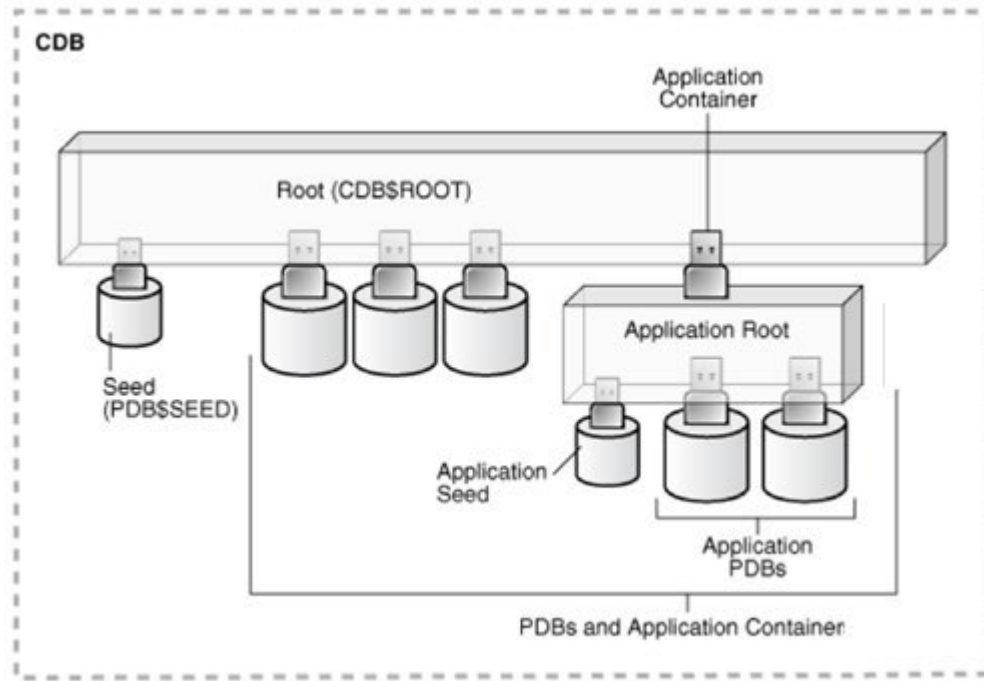 CDB
Application
Container
Root (CDB$ROOT)
Application Root
Seed
(PDB$SEED)
Application
Seed
Application
PDBs
PDBs and Application Container